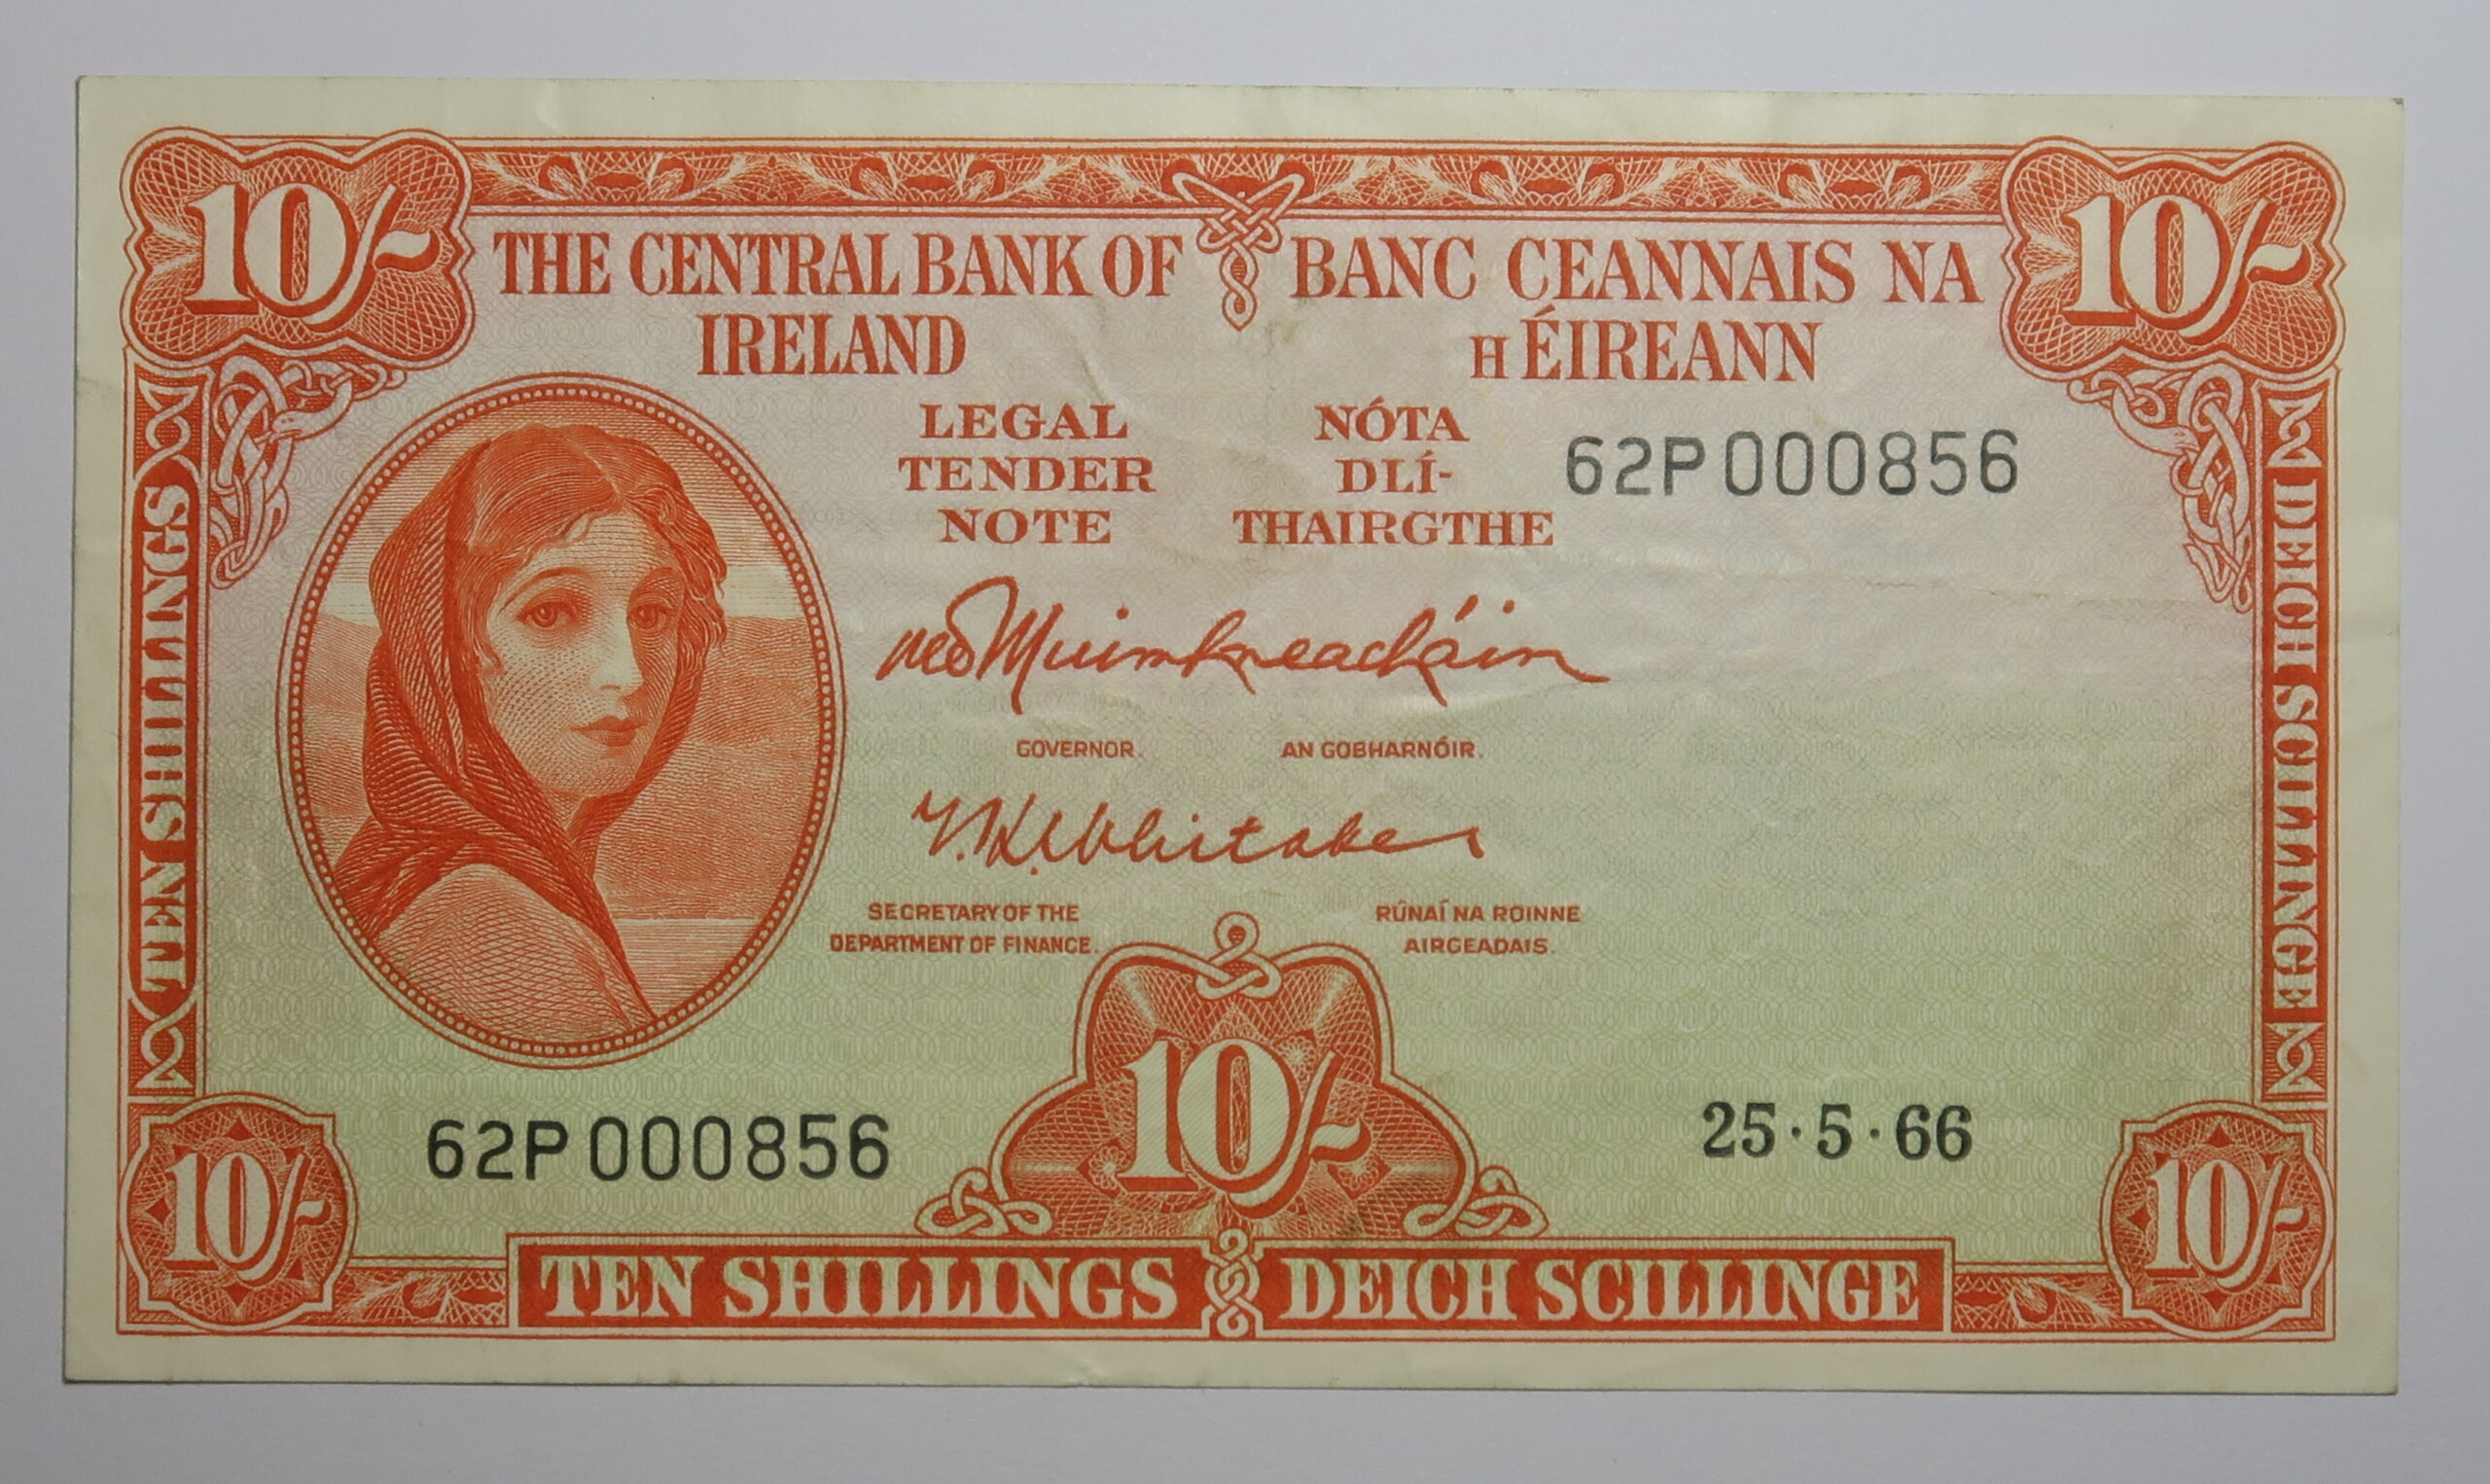 10/-
10/-
THE CENTRAL BANK OF
IRELAND
BANC CEANNAIS NA
H ÉIREANN
LEGAL
TENDER
NOTE
NÓTA
DLÍ-
THAIRGTHE
62P 000856
TEN SHILLINGS
DEICH SCILLINGE
GOVERNOR.
AN GOBHARNÓIR.
T.K.Whitaker
SECRETARY OF THE
DEPARTMENT OF FINANCE.
RÚNAÍ NA ROINNE
AIRGEADAIS.
62P 000856
10/-
25·5·66
10/-
10/-
TEN SHILLINGS
DEICH SCILLINGE